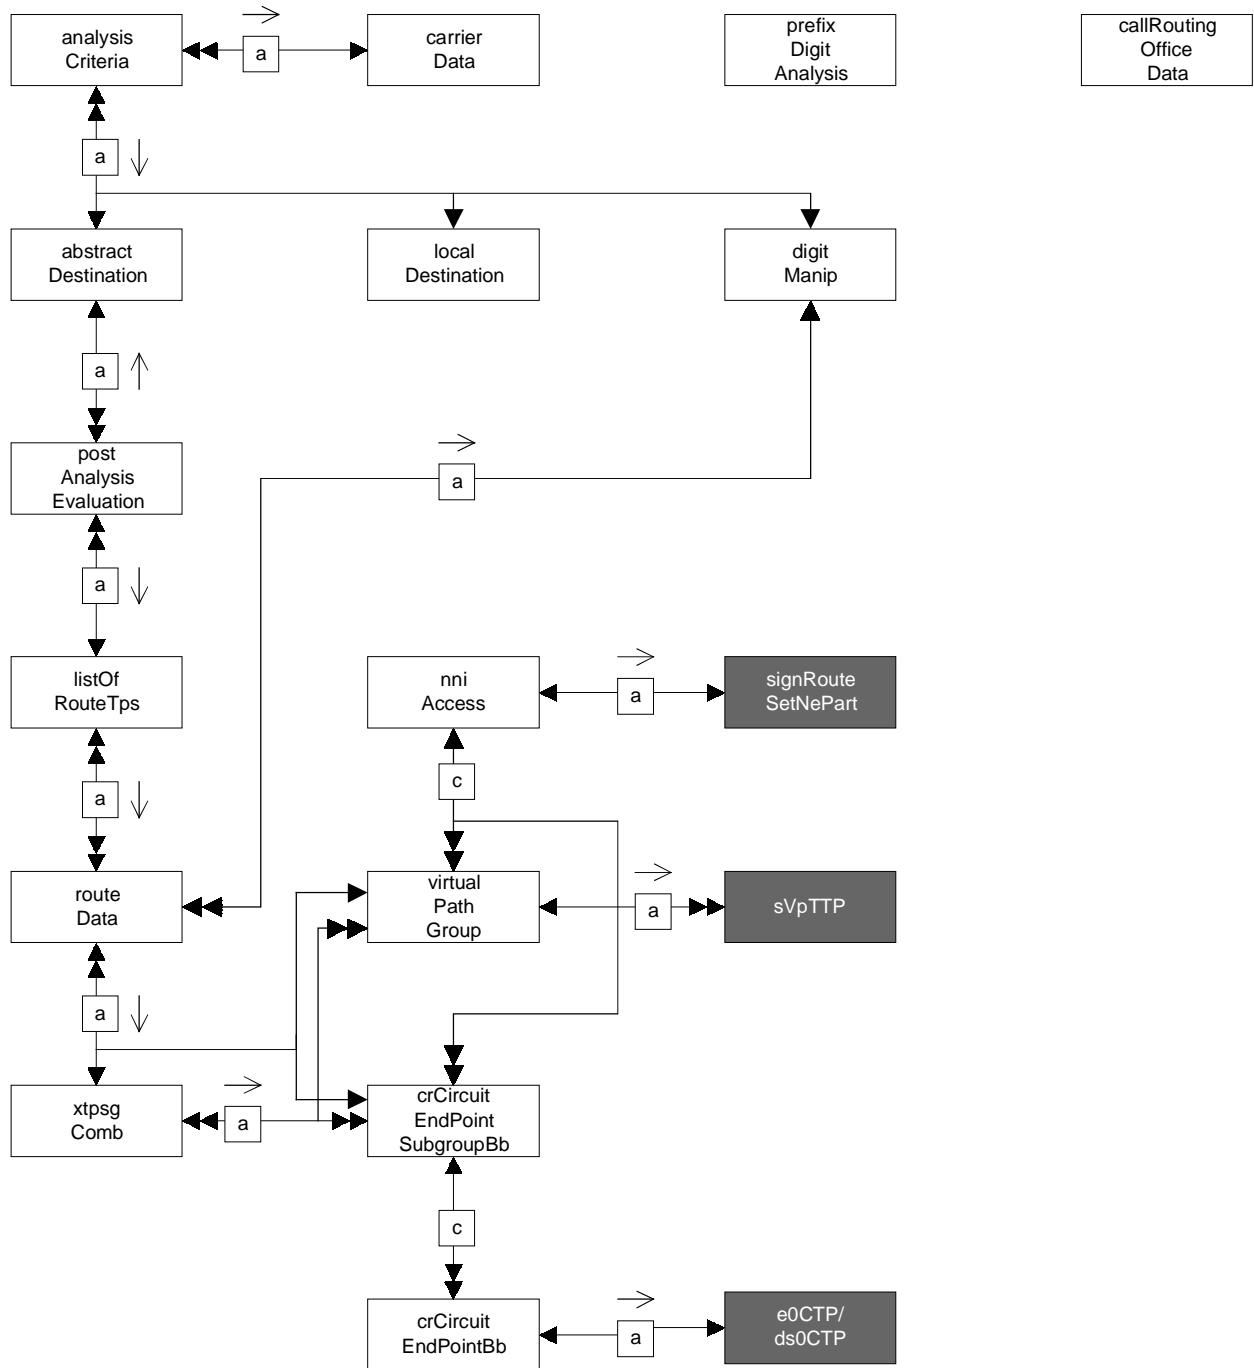 analysis
Criteria
a
carrier
Data
prefix
Digit
Analysis
callRouting
Office
Data
a
abstract
Destination
local
Destination
digit
Manip
a
post
Analysis
Evaluation
a
a
listOf
RouteTps
nni
Access
a
signRoute
SetNePart
a
c
route
Data
virtual
Path
Group
a
sVpTTP
a
xtpsg
Comb
a
crCircuit
EndPoint
SubgroupBb
c
crCircuit
EndPointBb
a
e0CTP/
ds0CTP